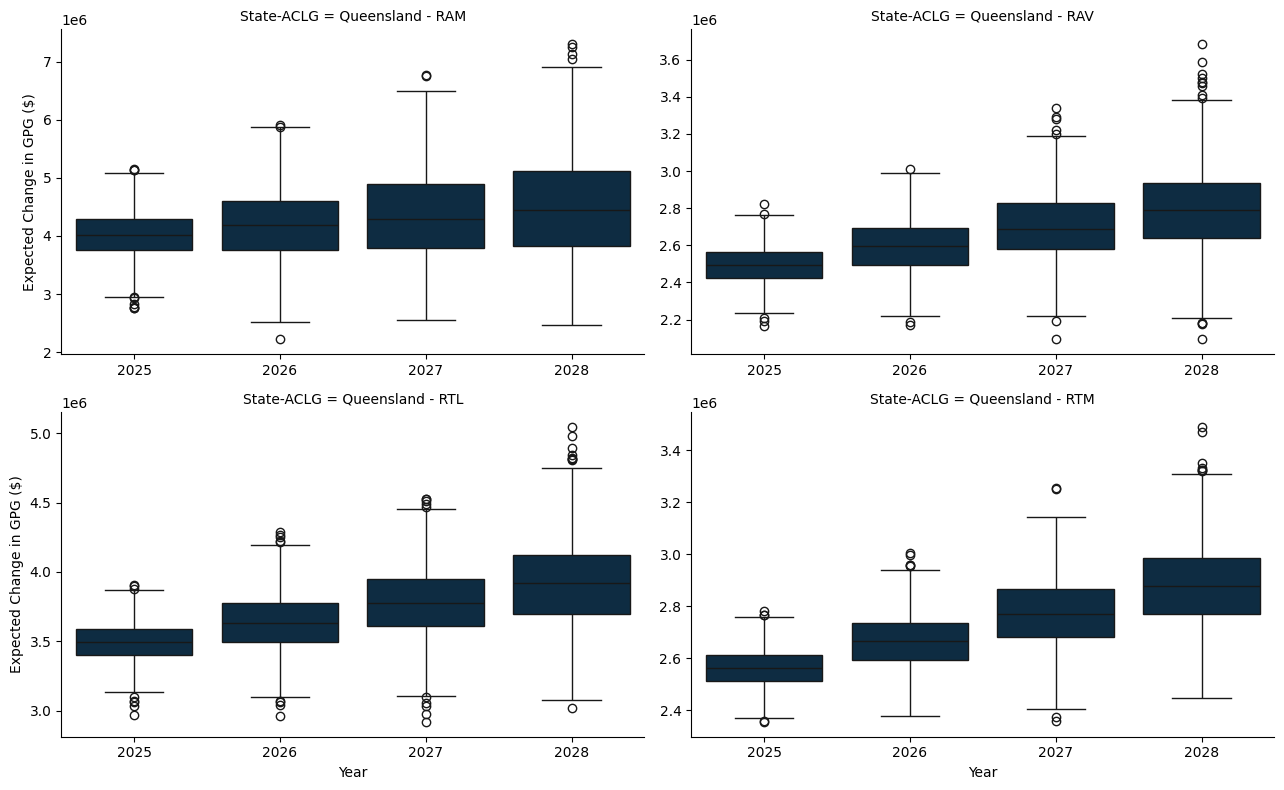 State-ACLG = Queensland - RAM
1e6
Expected Change in GPG ($)
7
6
5
4
3
2
2025 2026 2027 2028
State-ACLG = Queensland - RAV
1e6
3.6
3.4
3.2
3.0
2.8
2.6
2.4
2.2
2025 2026 2027 2028
State-ACLG = Queensland - RTL
1e6
Expected Change in GPG ($)
5.0
4.5
4.0
3.5
3.0
2025 2026 2027 2028
Year
State-ACLG = Queensland - RTM
1e6
3.4
3.2
3.0
2.8
2.6
2.4
2025 2026 2027 2028
Year